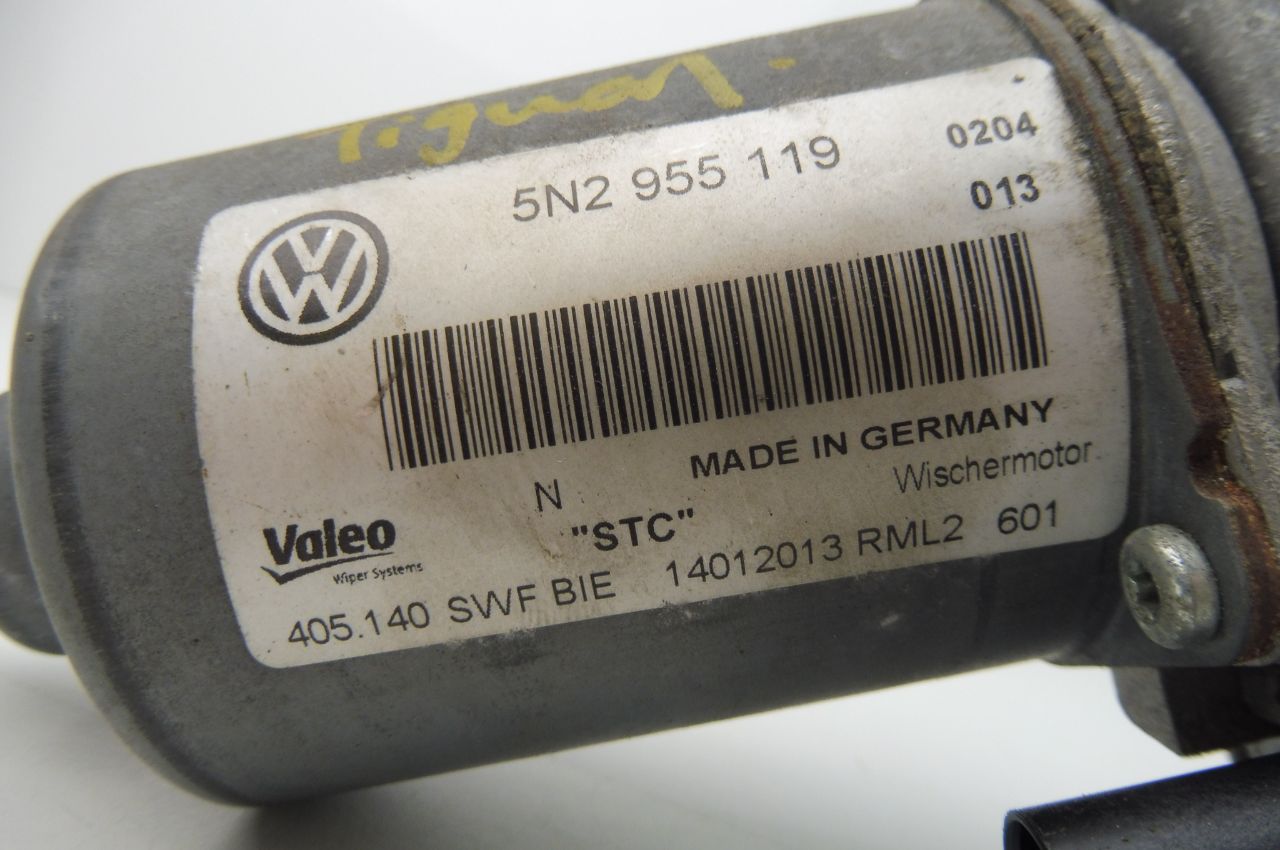 Tiguan.
5N2 955 119
0204
013
MADE IN GERMANY
N
Wischermotor
Valeo
Wiper Systems
"STC"
405.140 SWF BIE 14012013 RML2 601